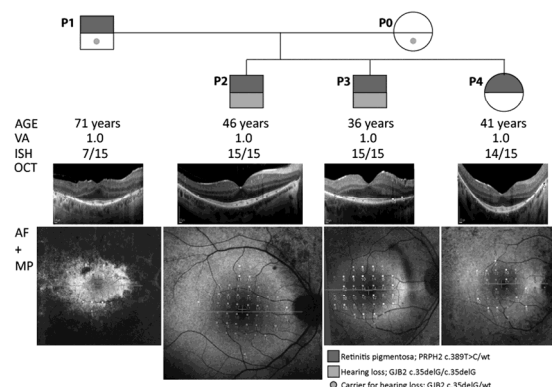 P1
P0
P2
P3
P4
AGE 71 years 46 years 36 years 41 years
VA 1.0 1.0 1.0 1.0
ISH 7/15 15/15 15/15 14/15
OCT
AF
+
MP
Retinitis pigmentosa; PRPH2 c.389T>C/wt
Hearing loss; GJB2 c.35delG/c.35delG
Carrier for hearing loss; GJB2 c.35delG/wt